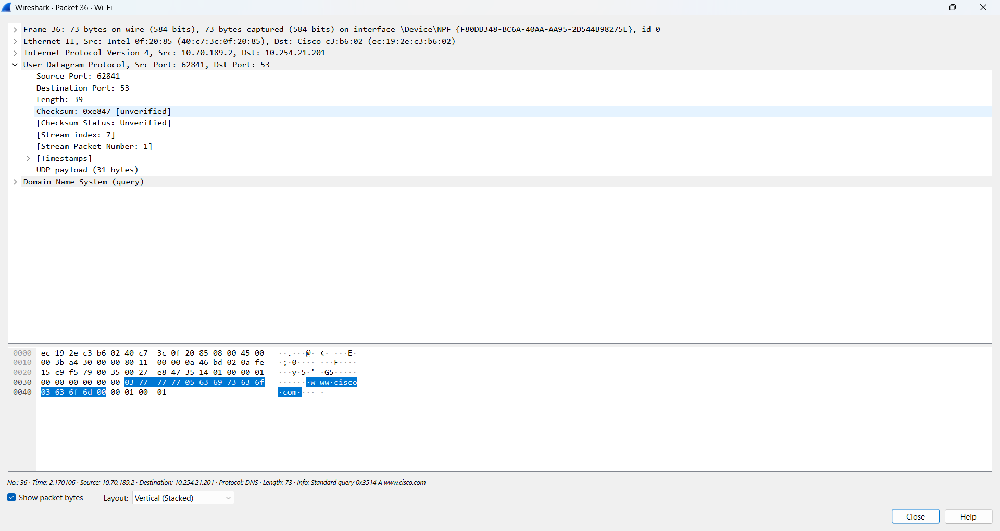 Wireshark · Packet 36 · Wi-Fi
Frame 36: 73 bytes on wire (584 bits), 73 bytes captured (584 bits) on interface \Device\NPF_{F80DB348-BC6A-40AA-AA95-2D544B98275E}, id 0
Ethernet II, Src: Intel_0f:20:85 (40:c7:3c:0f:20:85), Dst: Cisco_c3:b6:02 (ec:19:2e:c3:b6:02)
Internet Protocol Version 4, Src: 10.70.189.2, Dst: 10.254.21.201
User Datagram Protocol, Src Port: 62841, Dst Port: 53
Source Port: 62841
Destination Port: 53
Length: 39
Checksum: 0xe847 [unverified]
[Checksum Status: Unverified]
[Stream index: 7]
[Stream Packet Number: 1]
[Timestamps]
UDP payload (31 bytes)
Domain Name System (query)
0000 ec 19 2e c3 b6 02 40 c7 3c 0f 20 85 08 00 45 00 ··.···@· <· ···E·
0010 00 3b a4 30 00 00 80 11 00 00 0a 46 bd 02 0a fe ·;·0···· ···F····
0020 15 c9 f5 79 00 35 00 27 e8 47 35 14 01 00 00 01 ···y·5·' ·G5·····
0030 00 00 00 00 00 00 03 77 77 77 05 63 69 73 63 6f ·······w ww·cisco
0040 03 63 6f 6d 00 00 01 00 01 ·com···· ·
No.: 36 · Time: 2.170106 · Source: 10.70.189.2 · Destination: 10.254.21.201 · Protocol: DNS · Length: 73 · Info: Standard query 0x3514 A www.cisco.com
Show packet bytes Layout: Vertical (Stacked)
Close Help